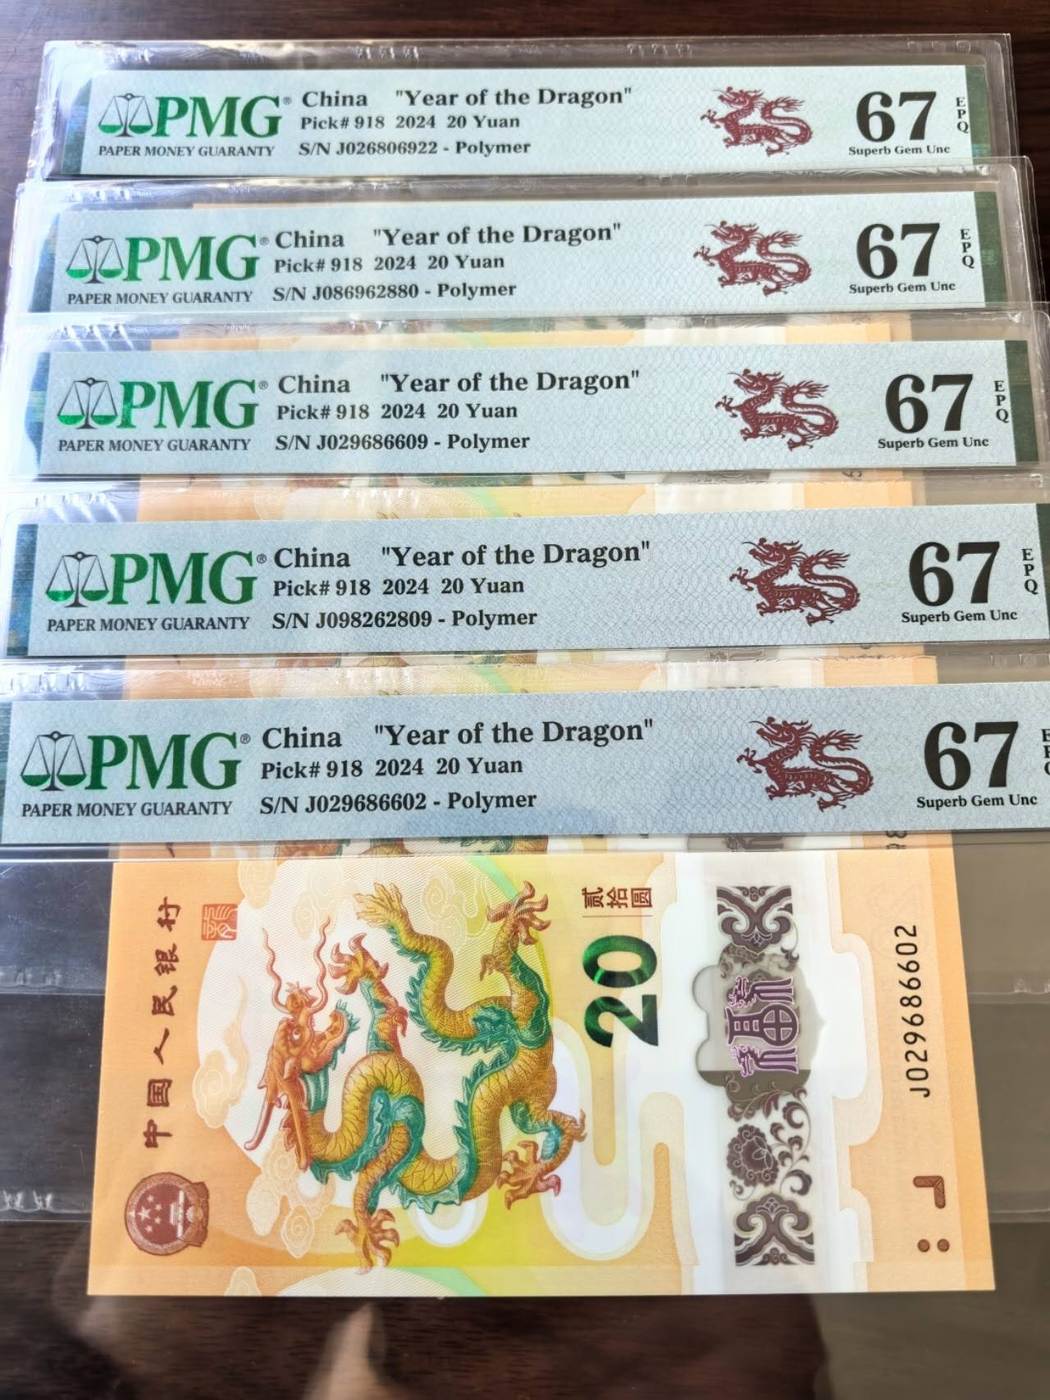 PMG®
PAPER MONEY GUARANTY
China "Year of the Dragon"
Pick# 918 2024 20 Yuan
S/N J026806922 - Polymer
67
EPQ
Superb Gem Unc
PMG®
PAPER MONEY GUARANTY
China "Year of the Dragon"
Pick# 918 2024 20 Yuan
S/N J086962880 - Polymer
67
EPQ
Superb Gem Unc
PMG®
PAPER MONEY GUARANTY
China "Year of the Dragon"
Pick# 918 2024 20 Yuan
S/N J029686609 - Polymer
67
EPQ
Superb Gem Unc
PMG®
PAPER MONEY GUARANTY
China "Year of the Dragon"
Pick# 918 2024 20 Yuan
S/N J098262809 - Polymer
67
EPQ
Superb Gem Unc
PMG®
PAPER MONEY GUARANTY
China "Year of the Dragon"
Pick# 918 2024 20 Yuan
S/N J029686602 - Polymer
67
Superb Gem Unc
中国人民银行
贰拾圆
20
福
J029686602